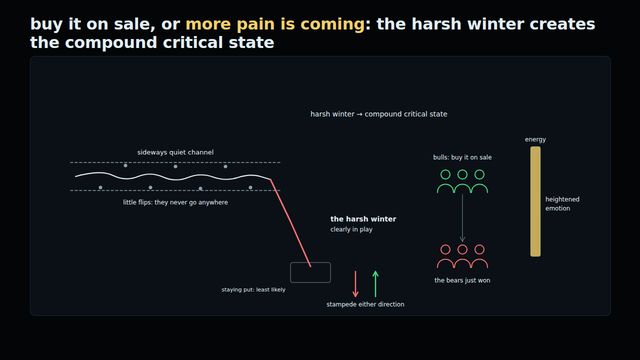 buy it on sale, or more pain is coming: the harsh winter creates
the compound critical state
harsh winter → compound critical state
energy
sideways quiet channel
bulls: buy it on sale
heightened
emotion
little flips: they never go anywhere
the harsh winter
clearly in play
the bears just won
staying put: least likely
stampede either direction